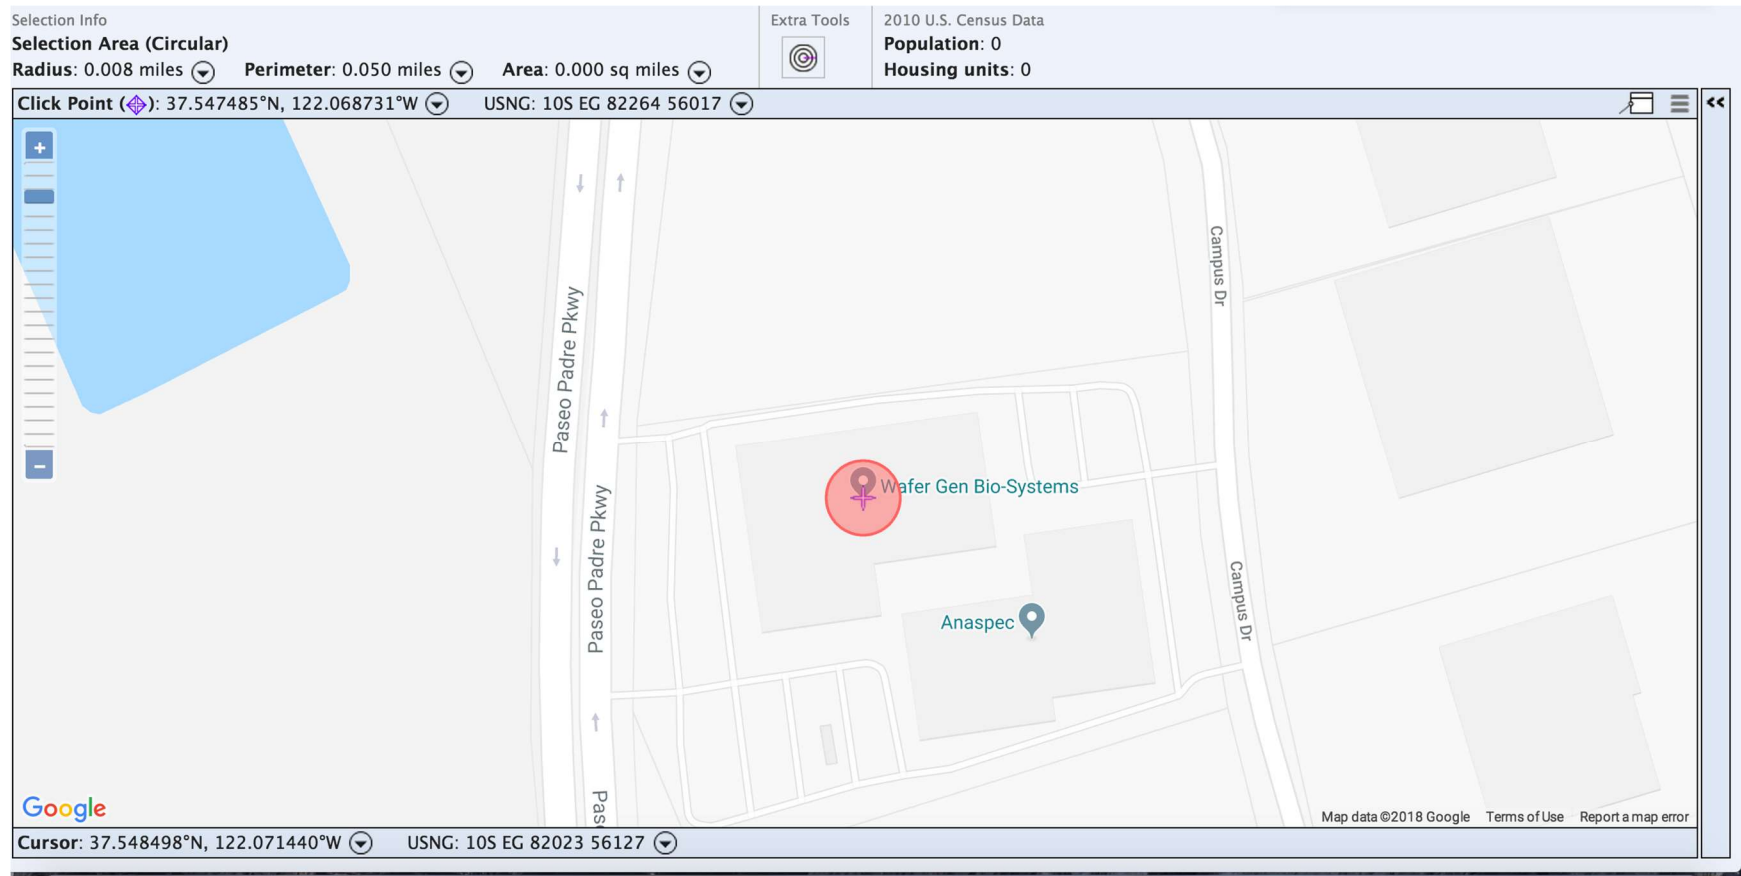 Selection Info
Selection Area (Circular)
Radius: 0.008 miles Perimeter: 0.050 miles Area: 0.000 sq miles
Extra Tools
2010 U.S. Census Data
Population: 0
Housing units: 0
Click Point ( ): 37.547485°N, 122.068731°W USNG: 10S EG 82264 56017
<<
+
-
Paseo Padre Pkwy
Campus Dr
Wafer Gen Bio-Systems
Paseo Padre Pkwy
Campus Dr
Anaspec
Pase
Google
Map data ©2018 Google Terms of Use Report a map error
Cursor: 37.548498°N, 122.071440°W USNG: 10S EG 82023 56127